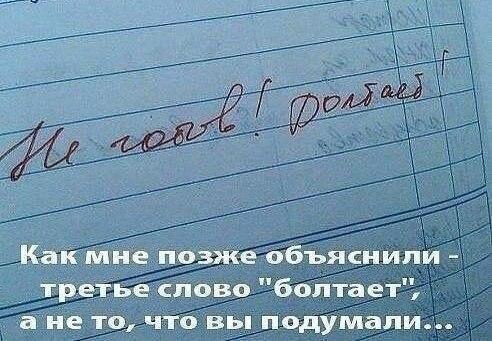 Не готов! Болтает!
Как мне позже объяснили -
третье слово "болтает",
а не то, что вы подумали...